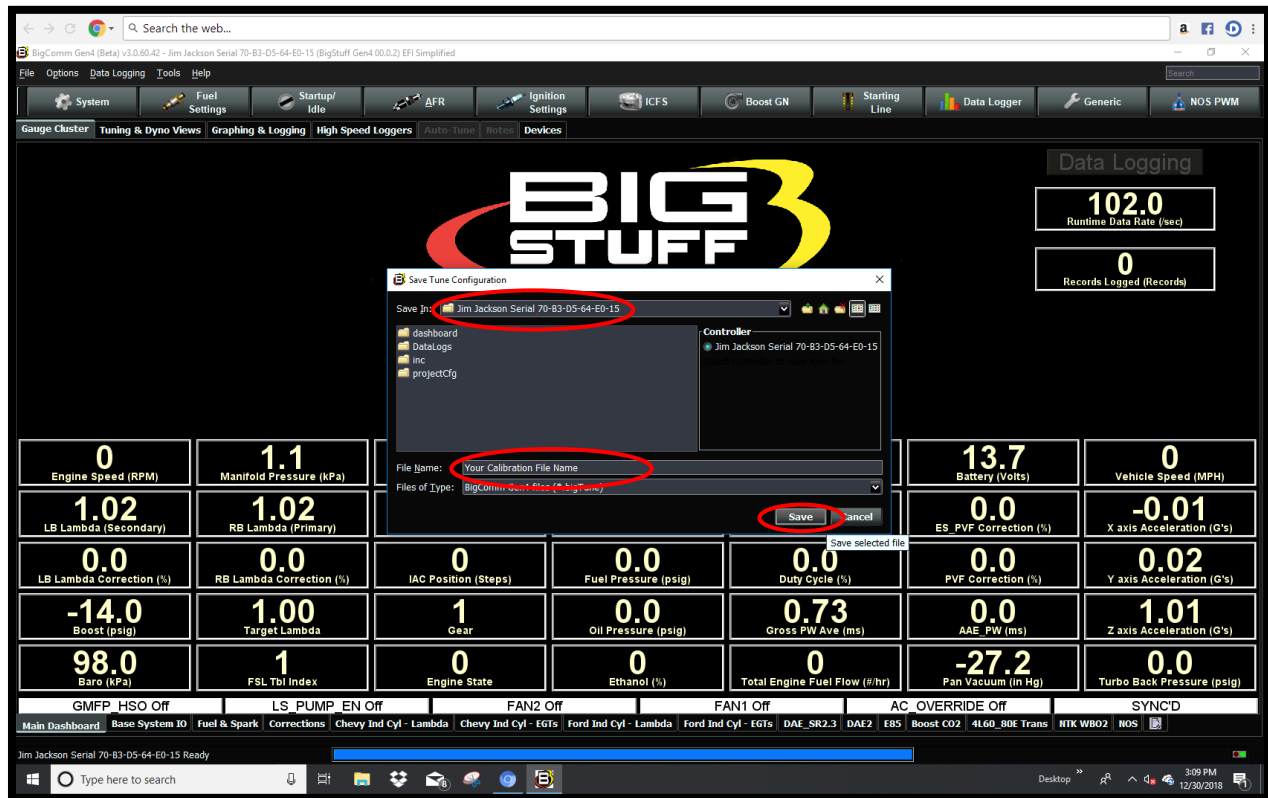 Search the web...
BigComm Gen4 (Beta) v3.0.60.42 - Jim Jackson Serial 70-B3-D5-64-E0-15 (BigStuff Gen4 00.0.2) EFI Simplified
File Options Data Logging Tools Help
Search
System
Fuel Settings
Startup/ Idle
AFR
Ignition Settings
ICFS
Boost GN
Starting Line
Data Logger
Generic
NOS PWM
Gauge Cluster Tuning & Dyno Views Graphing & Logging High Speed Loggers Auto-Tune Notes Devices
Data Logging
BIG 3
STUFF
102.0
Runtime Data Rate (/sec)
0
Records Logged (Records)
Save Tune Configuration
Save In: Jim Jackson Serial 70-B3-D5-64-E0-15
dashboard
DataLogs
inc
projectCfg
Controller
Jim Jackson Serial 70-B3-D5-64-E0-15
File Name: Your Calibration File Name
Files of Type: BigComm Gen4 files (*.bigTune)
Save Cancel
Save selected file
0
Engine Speed (RPM)
1.1
Manifold Pressure (kPa)
13.7
Battery (Volts)
0
Vehicle Speed (MPH)
1.02
LB Lambda (Secondary)
1.02
RB Lambda (Primary)
0.0
ES_PVF Correction (%)
-0.01
X axis Acceleration (G's)
0.0
LB Lambda Correction (%)
0.0
RB Lambda Correction (%)
0
IAC Position (Steps)
0.0
Fuel Pressure (psig)
0.0
Duty Cycle (%)
0.0
PVF Correction (%)
0.02
Y axis Acceleration (G's)
-14.0
Boost (psig)
1.00
Target Lambda
1
Gear
0.0
Oil Pressure (psig)
0.73
Gross PW Ave (ms)
0.0
AAE_PW (ms)
1.01
Z axis Acceleration (G's)
98.0
Baro (kPa)
1
FSL Tbl Index
0
Engine State
0
Ethanol (%)
0
Total Engine Fuel Flow (#/hr)
-27.2
Pan Vacuum (in Hg)
0.0
Turbo Back Pressure (psig)
GMFP_HSO Off LS_PUMP_EN Off FAN2 Off FAN1 Off AC_OVERRIDE Off SYNC'D
Main Dashboard Base System IO Fuel & Spark Corrections Chevy Ind Cyl - Lambda Chevy Ind Cyl - EGTs Ford Ind Cyl - Lambda Ford Ind Cyl - EGTs DAE_SR2.3 DAE2 E85 Boost CO2 4L60_80E Trans NTK WBO2 NOS
Jim Jackson Serial 70-B3-D5-64-E0-15 Ready
Type here to search
Desktop
3:09 PM
12/30/2018